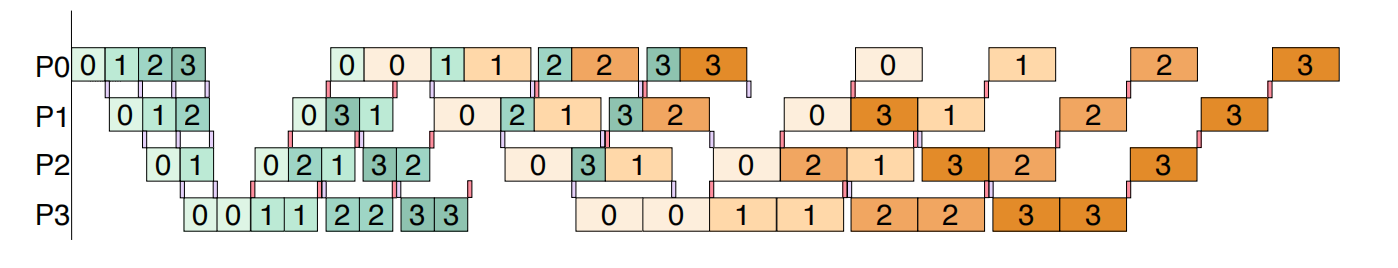 P0 0 1 2 3 0 0 1 1 2 2 3 3 0 1 2 3
P1 0 1 2 0 3 1 0 2 1 3 2 0 3 1 2 3
P2 0 1 0 2 1 3 2 0 3 1 0 2 1 3 2 3
P3 0 0 1 1 2 2 3 3 0 0 1 1 2 2 3 3